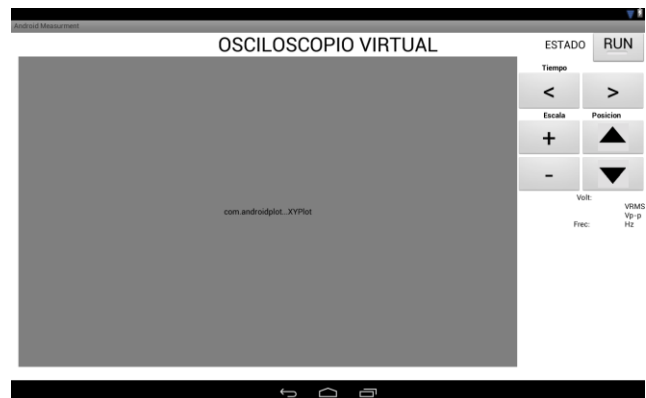 Android Measurment
OSCILOSCOPIO VIRTUAL
ESTADO RUN
Tiempo
< >
Escala Posicion
+
-
com.androidplot...XYPlot
Volt:
VRMS
Vp-p
Frec: Hz